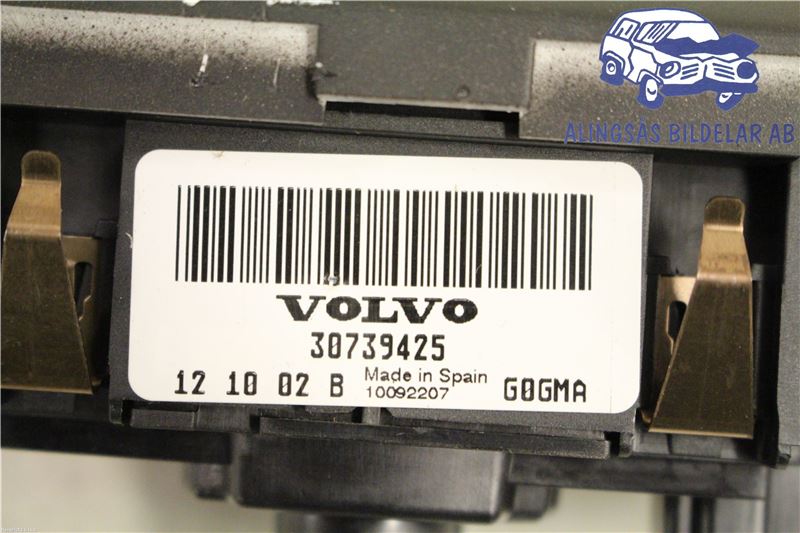 ALINGSÅS BILDELAR AB
VOLVO
30739425
12 10 02 B Made in Spain G0GMA
10092207